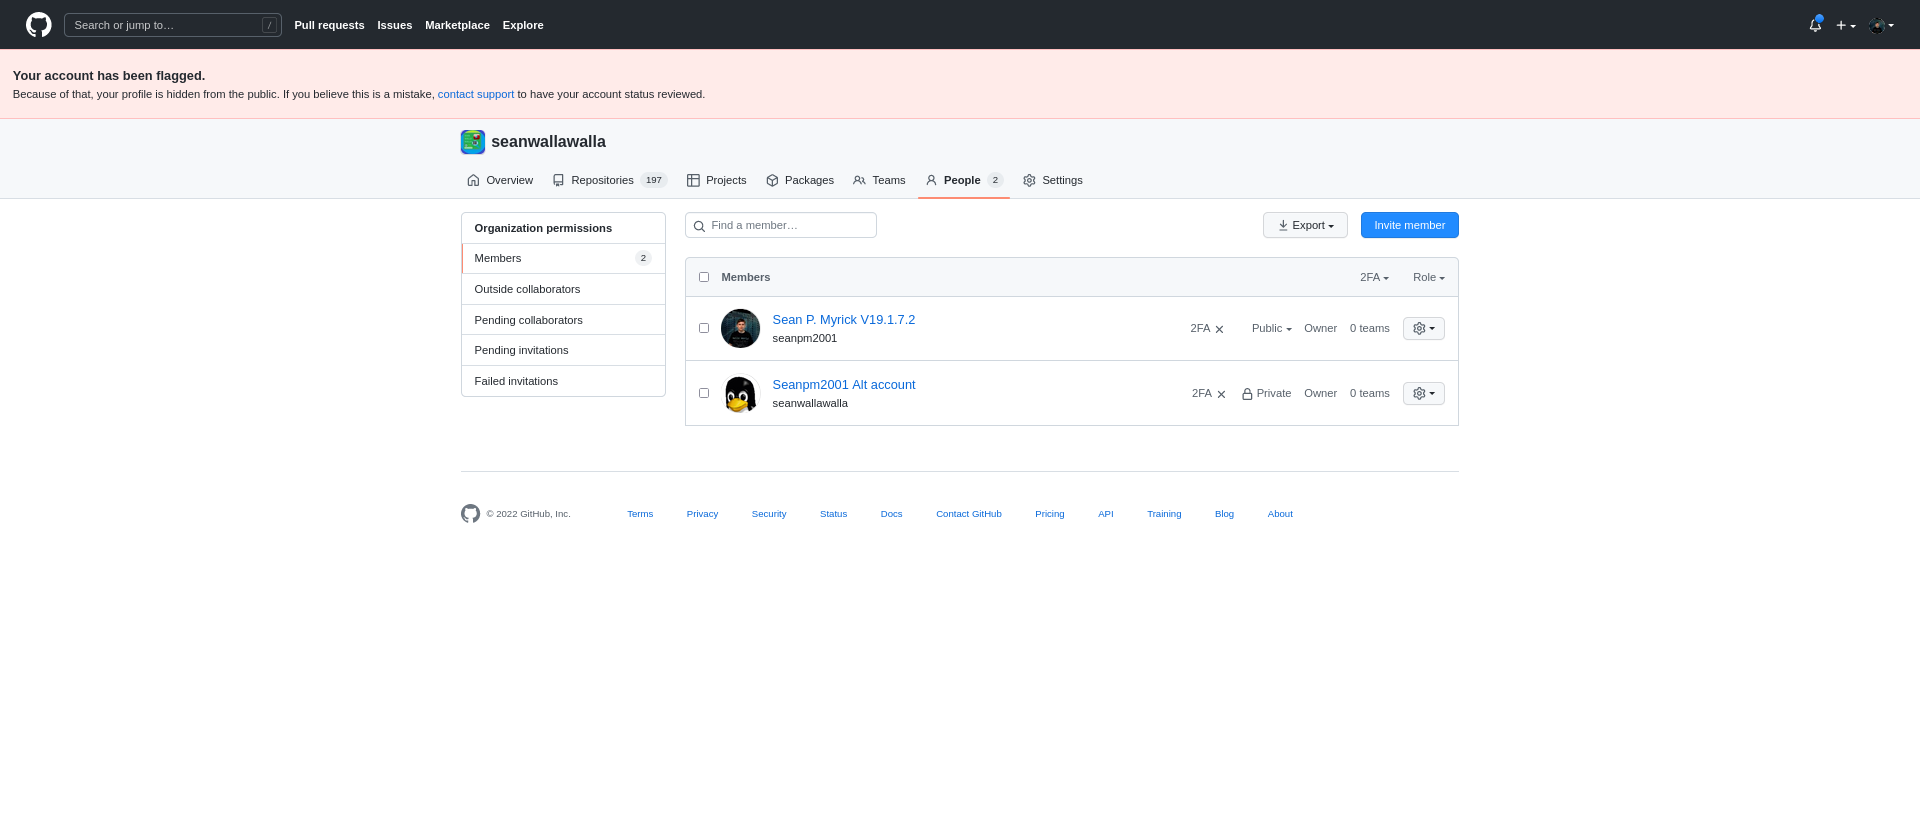 Search or jump to… /
Pull requests Issues Marketplace Explore
Your account has been flagged.
Because of that, your profile is hidden from the public. If you believe this is a mistake, contact support to have your account status reviewed.
seanwallawalla
Overview Repositories 197 Projects Packages Teams People 2 Settings
Organization permissions
Members 2
Outside collaborators
Pending collaborators
Pending invitations
Failed invitations
Find a member… Export Invite member
Members 2FA Role
Sean P. Myrick V19.1.7.2
seanpm2001
2FA Public Owner 0 teams
Seanpm2001 Alt account
seanwallawalla
2FA Private Owner 0 teams
© 2022 GitHub, Inc. Terms Privacy Security Status Docs Contact GitHub Pricing API Training Blog About